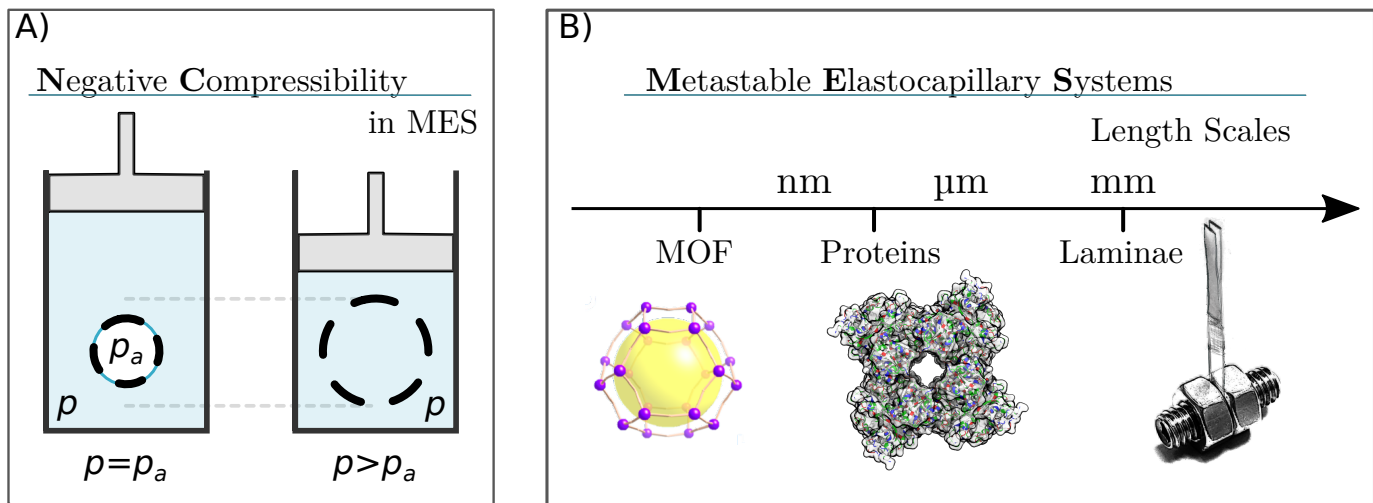 A)
Negative Compressibility
in MES
pₐ
p
p
p=pₐ
p>pₐ
B)
Metastable Elastocapillary Systems
Length Scales
nm µm mm
MOF Proteins Laminae